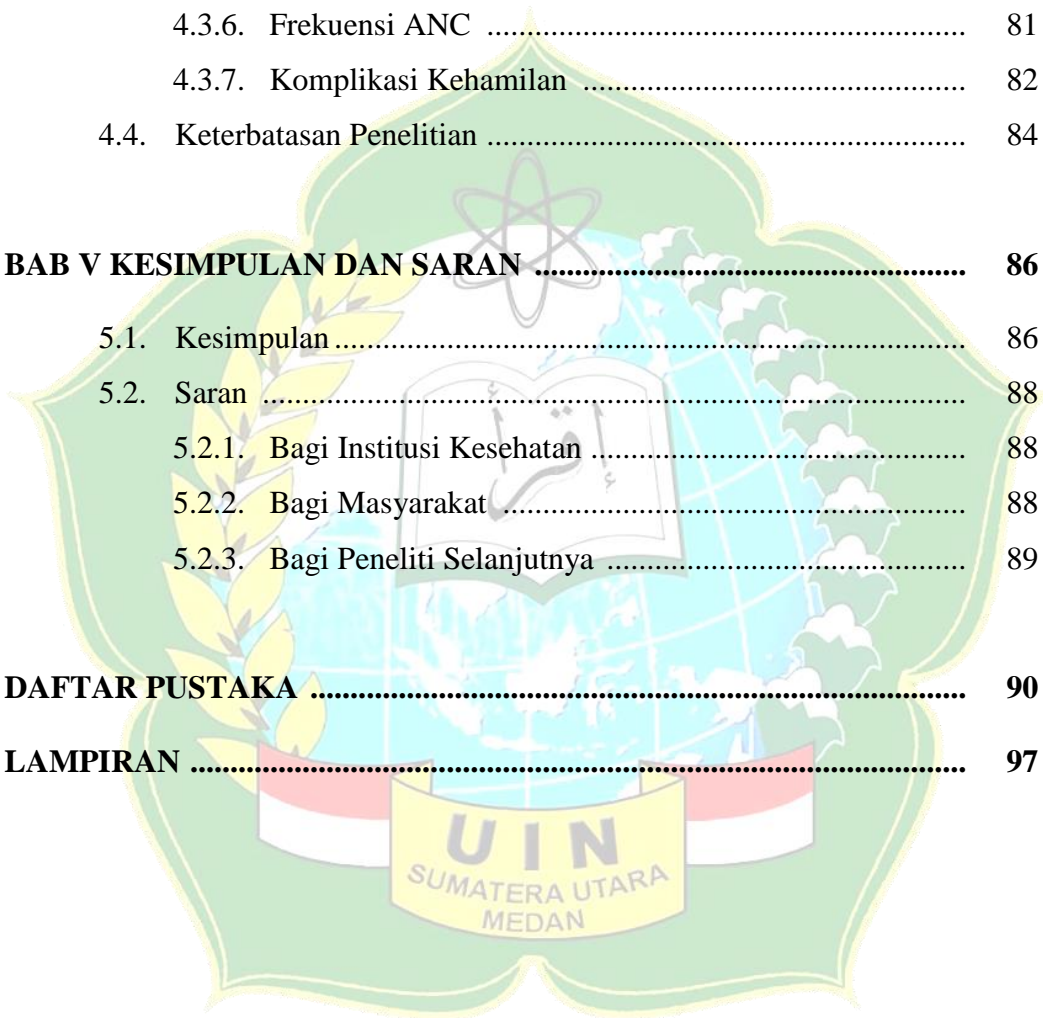 4.3.6. Frekuensi ANC ........................................................... 81
4.3.7. Komplikasi Kehamilan ............................................... 82
4.4. Keterbatasan Penelitian ........................................................... 84
BAB V KESIMPULAN DAN SARAN ..................................................... 86
5.1. Kesimpulan ............................................................................. 86
5.2. Saran ...................................................................................... 88
إقرأ
5.2.1. Bagi Institusi Kesehatan .............................................. 88
5.2.2. Bagi Masyarakat ......................................................... 88
5.2.3. Bagi Peneliti Selanjutnya ............................................ 89
DAFTAR PUSTAKA ................................................................................ 90
LAMPIRAN ............................................................................................... 97
UIN
SUMATERA UTARA
MEDAN